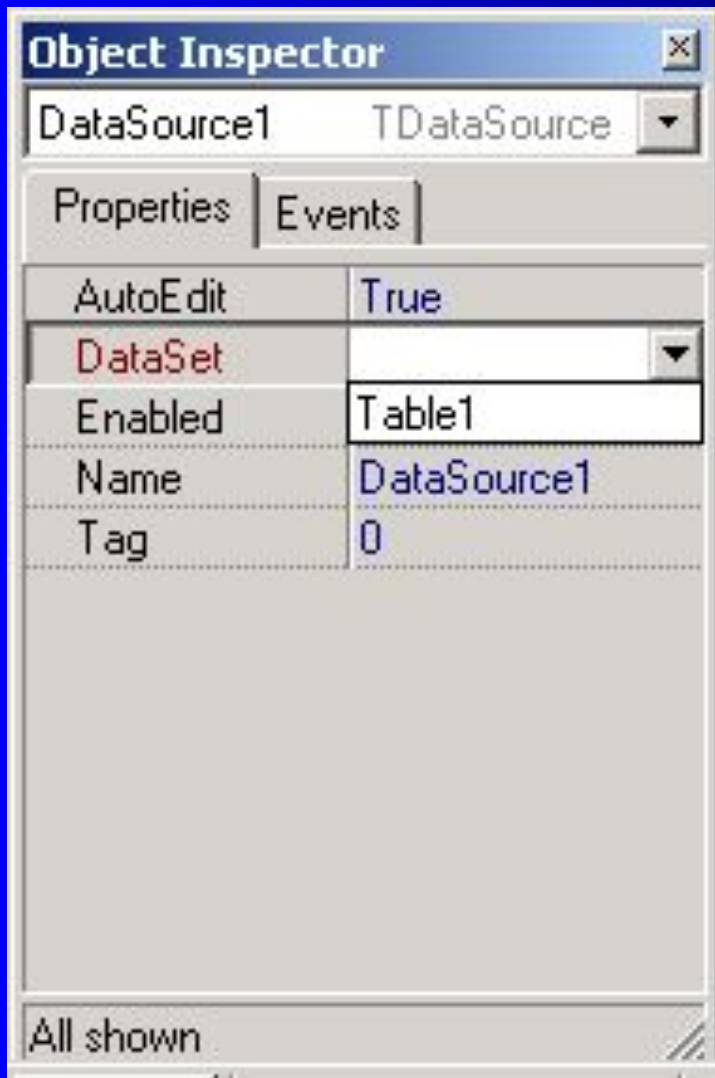 Object Inspector
DataSource1 TDataSource
Properties Events
AutoEdit True
DataSet
Enabled Table1
Name DataSource1
Tag 0
All shown